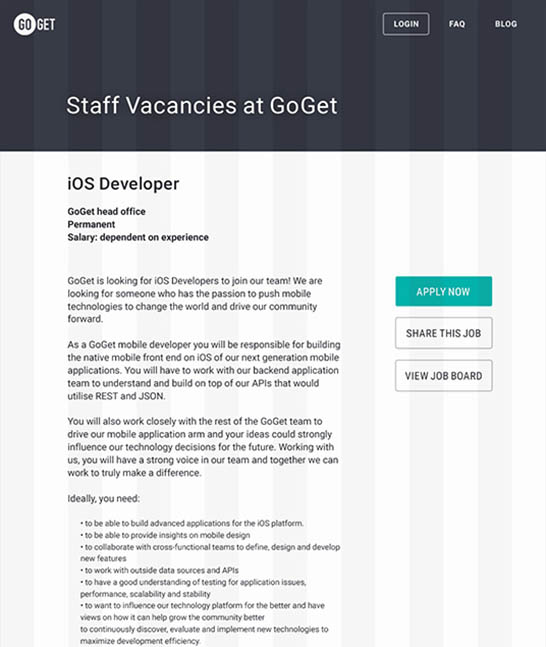 GO GET
LOGIN
FAQ
BLOG
Staff Vacancies at GoGet
iOS Developer
GoGet head office
Permanent
Salary: dependent on experience
GoGet is looking for iOS Developers to join our team! We are
looking for someone who has the passion to push mobile
technologies to change the world and drive our community
forward.
As a GoGet mobile developer you will be responsible for building
the native mobile front end on iOS of our next generation mobile
applications. You will have to work with our backend application
team to understand and build on top of our APIs that would
utilise REST and JSON.
You will also work closely with the rest of the GoGet team to
drive our mobile application arm and your ideas could strongly
influence our technology decisions for the future. Working with
us, you will have a strong voice in our team and together we can
work to truly make a difference.
Ideally, you need:
• to be able to build advanced applications for the iOS platform.
• to be able to provide insights on mobile design
• to collaborate with cross-functional teams to define, design and develop
new features
• to work with outside data sources and APIs
• to have a good understanding of testing for application issues,
performance, scalability and stability
• to want to influence our technology platform for the better and have
views on how it can help grow the community better
to continuously discover, evaluate and implement new technologies to
maximize development efficiency.
APPLY NOW
SHARE THIS JOB
VIEW JOB BOARD